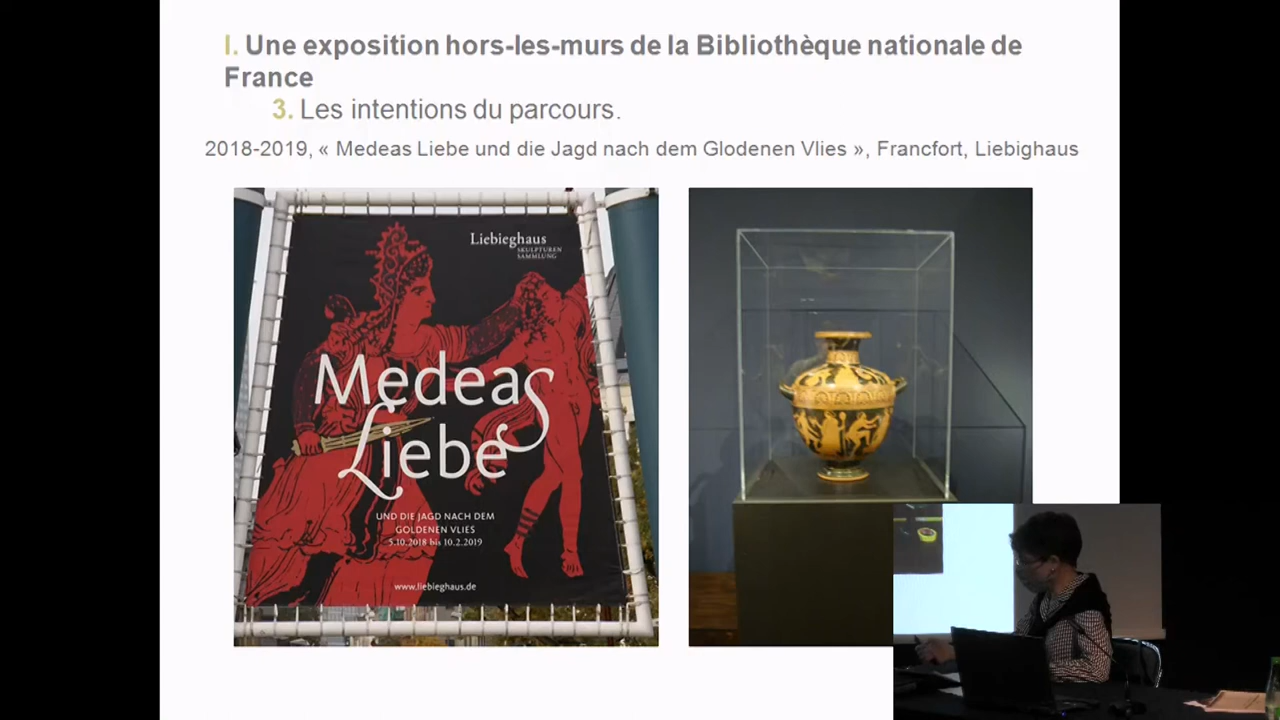 I. Une exposition hors-les-murs de la Bibliothèque nationale de
France
3. Les intentions du parcours.
2018-2019, « Medeas Liebe und die Jagd nach dem Glodenen Vlies », Francfort, Liebighaus
Liebieghaus
SKULPTUREN
SAMMLUNG
Medeas
Liebe
UND DIE JAGD NACH DEM
GOLDENEN VLIES
5.10.2018 bis 10.2.2019
www.liebieghaus.de